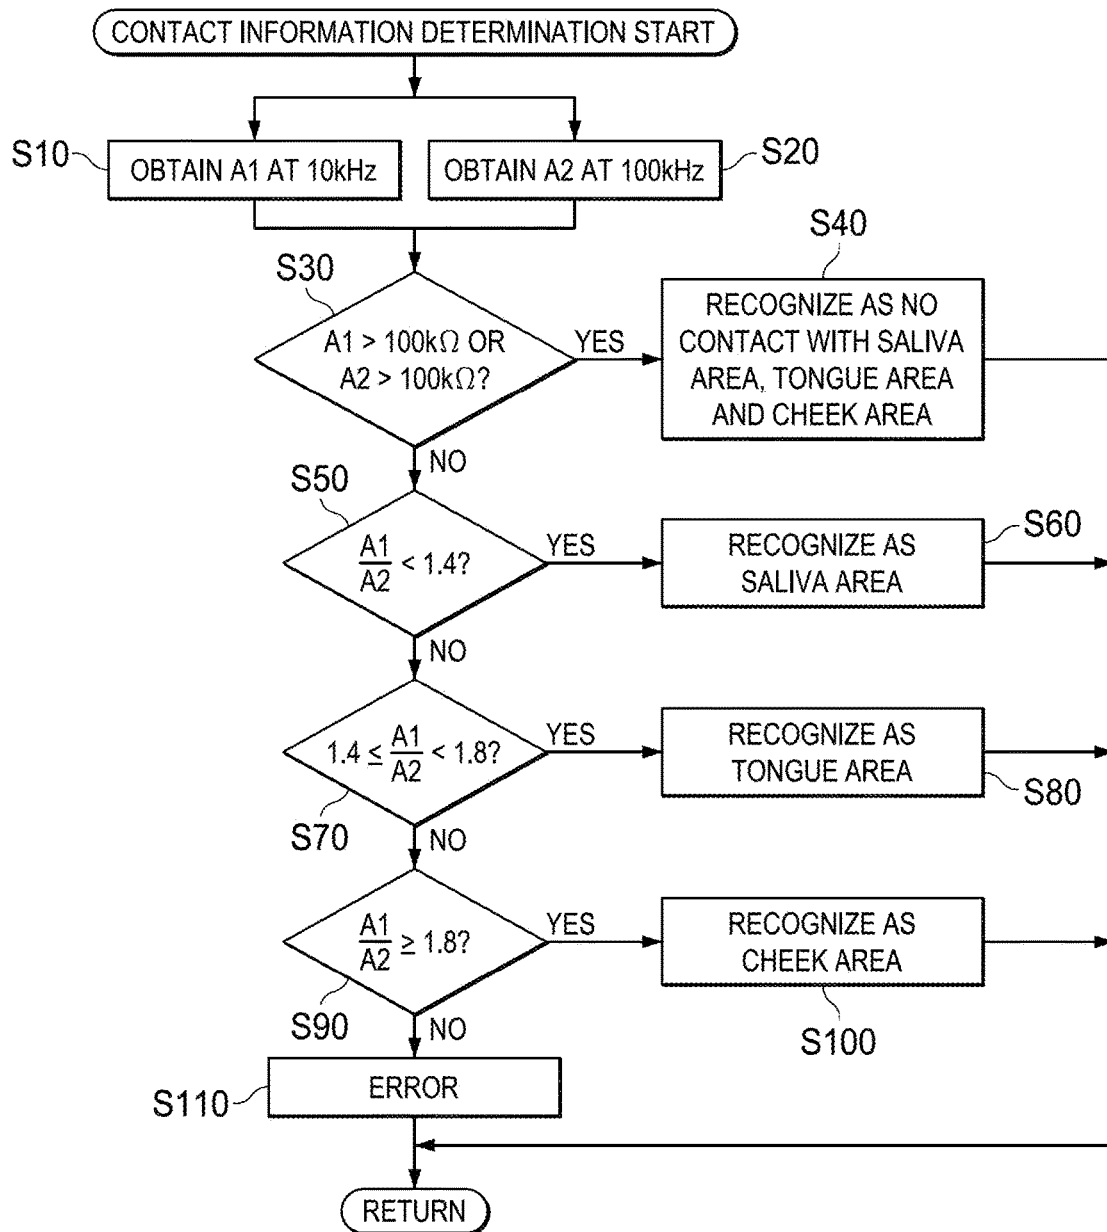 CONTACT INFORMATION DETERMINATION START
S10
OBTAIN A1 AT 10kHz
OBTAIN A2 AT 100kHz
S20
S30
A1 > 100kΩ OR
A2 > 100kΩ?
YES
NO
S40
RECOGNIZE AS NO
CONTACT WITH SALIVA
AREA, TONGUE AREA
AND CHEEK AREA
S50
A1
A2
< 1.4?
YES
NO
RECOGNIZE AS
SALIVA AREA
S60
1.4 ≤
A1
A2
< 1.8?
YES
S70
NO
RECOGNIZE AS
TONGUE AREA
S80
A1
A2
≥ 1.8?
YES
S90
NO
RECOGNIZE AS
CHEEK AREA
S100
S110
ERROR
RETURN